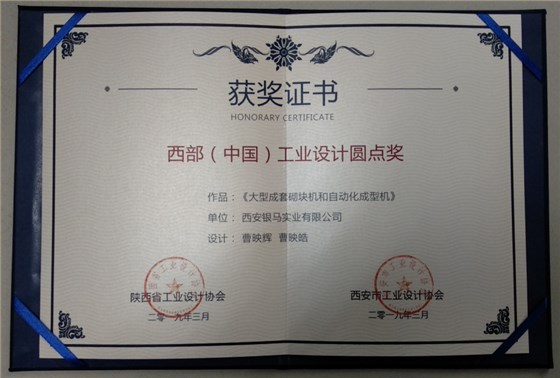 获奖证书
HONORARY CERTIFICATE
西部（中国）工业设计圆点奖
作品：《大型成套砌块机和自动化成型机》
单位： 西安银马实业有限公司
设计： 曹映辉 曹映皓
陕西省工业设计协会
西安市工业设计协会
二零一九年三月
二零一九年三月